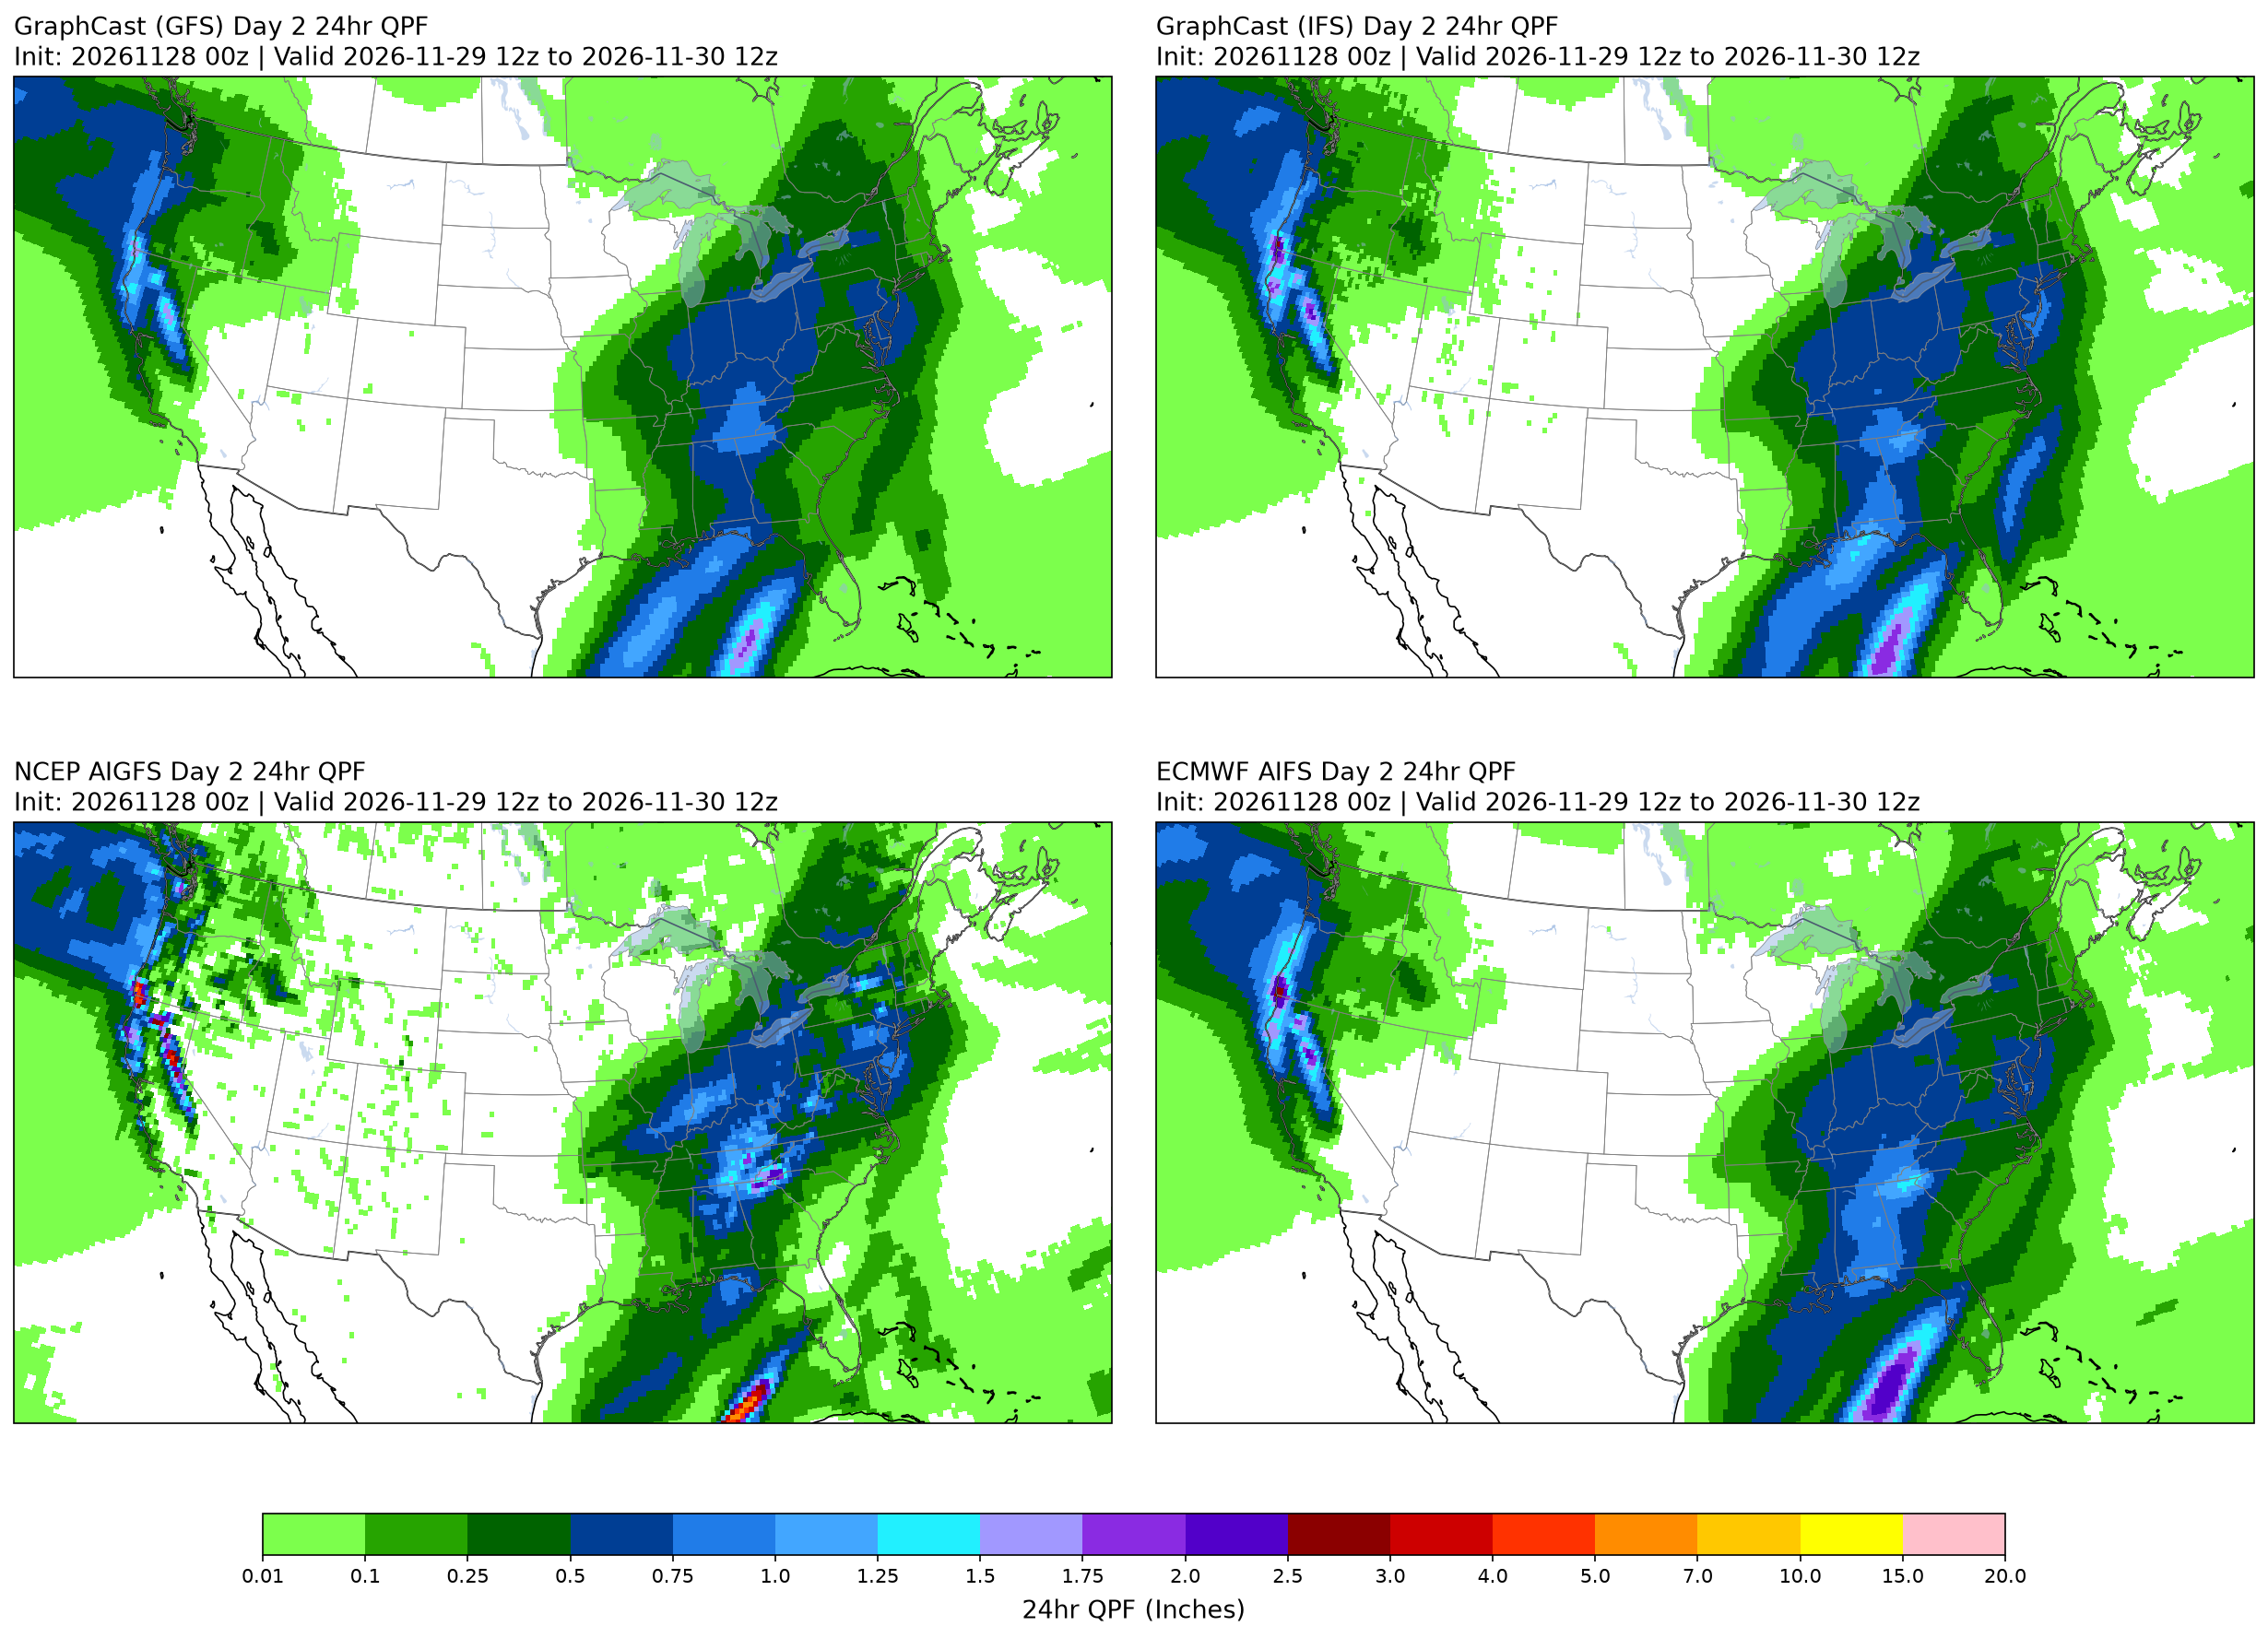 GraphCast (GFS) Day 2 24hr QPF
Init: 20261128 00z | Valid 2026-11-29 12z to 2026-11-30 12z
GraphCast (IFS) Day 2 24hr QPF
Init: 20261128 00z | Valid 2026-11-29 12z to 2026-11-30 12z
NCEP AIGFS Day 2 24hr QPF
Init: 20261128 00z | Valid 2026-11-29 12z to 2026-11-30 12z
ECMWF AIFS Day 2 24hr QPF
Init: 20261128 00z | Valid 2026-11-29 12z to 2026-11-30 12z
0.01 0.1 0.25 0.5 0.75 1.0 1.25 1.5 1.75 2.0 2.5 3.0 4.0 5.0 7.0 10.0 15.0 20.0
24hr QPF (Inches)